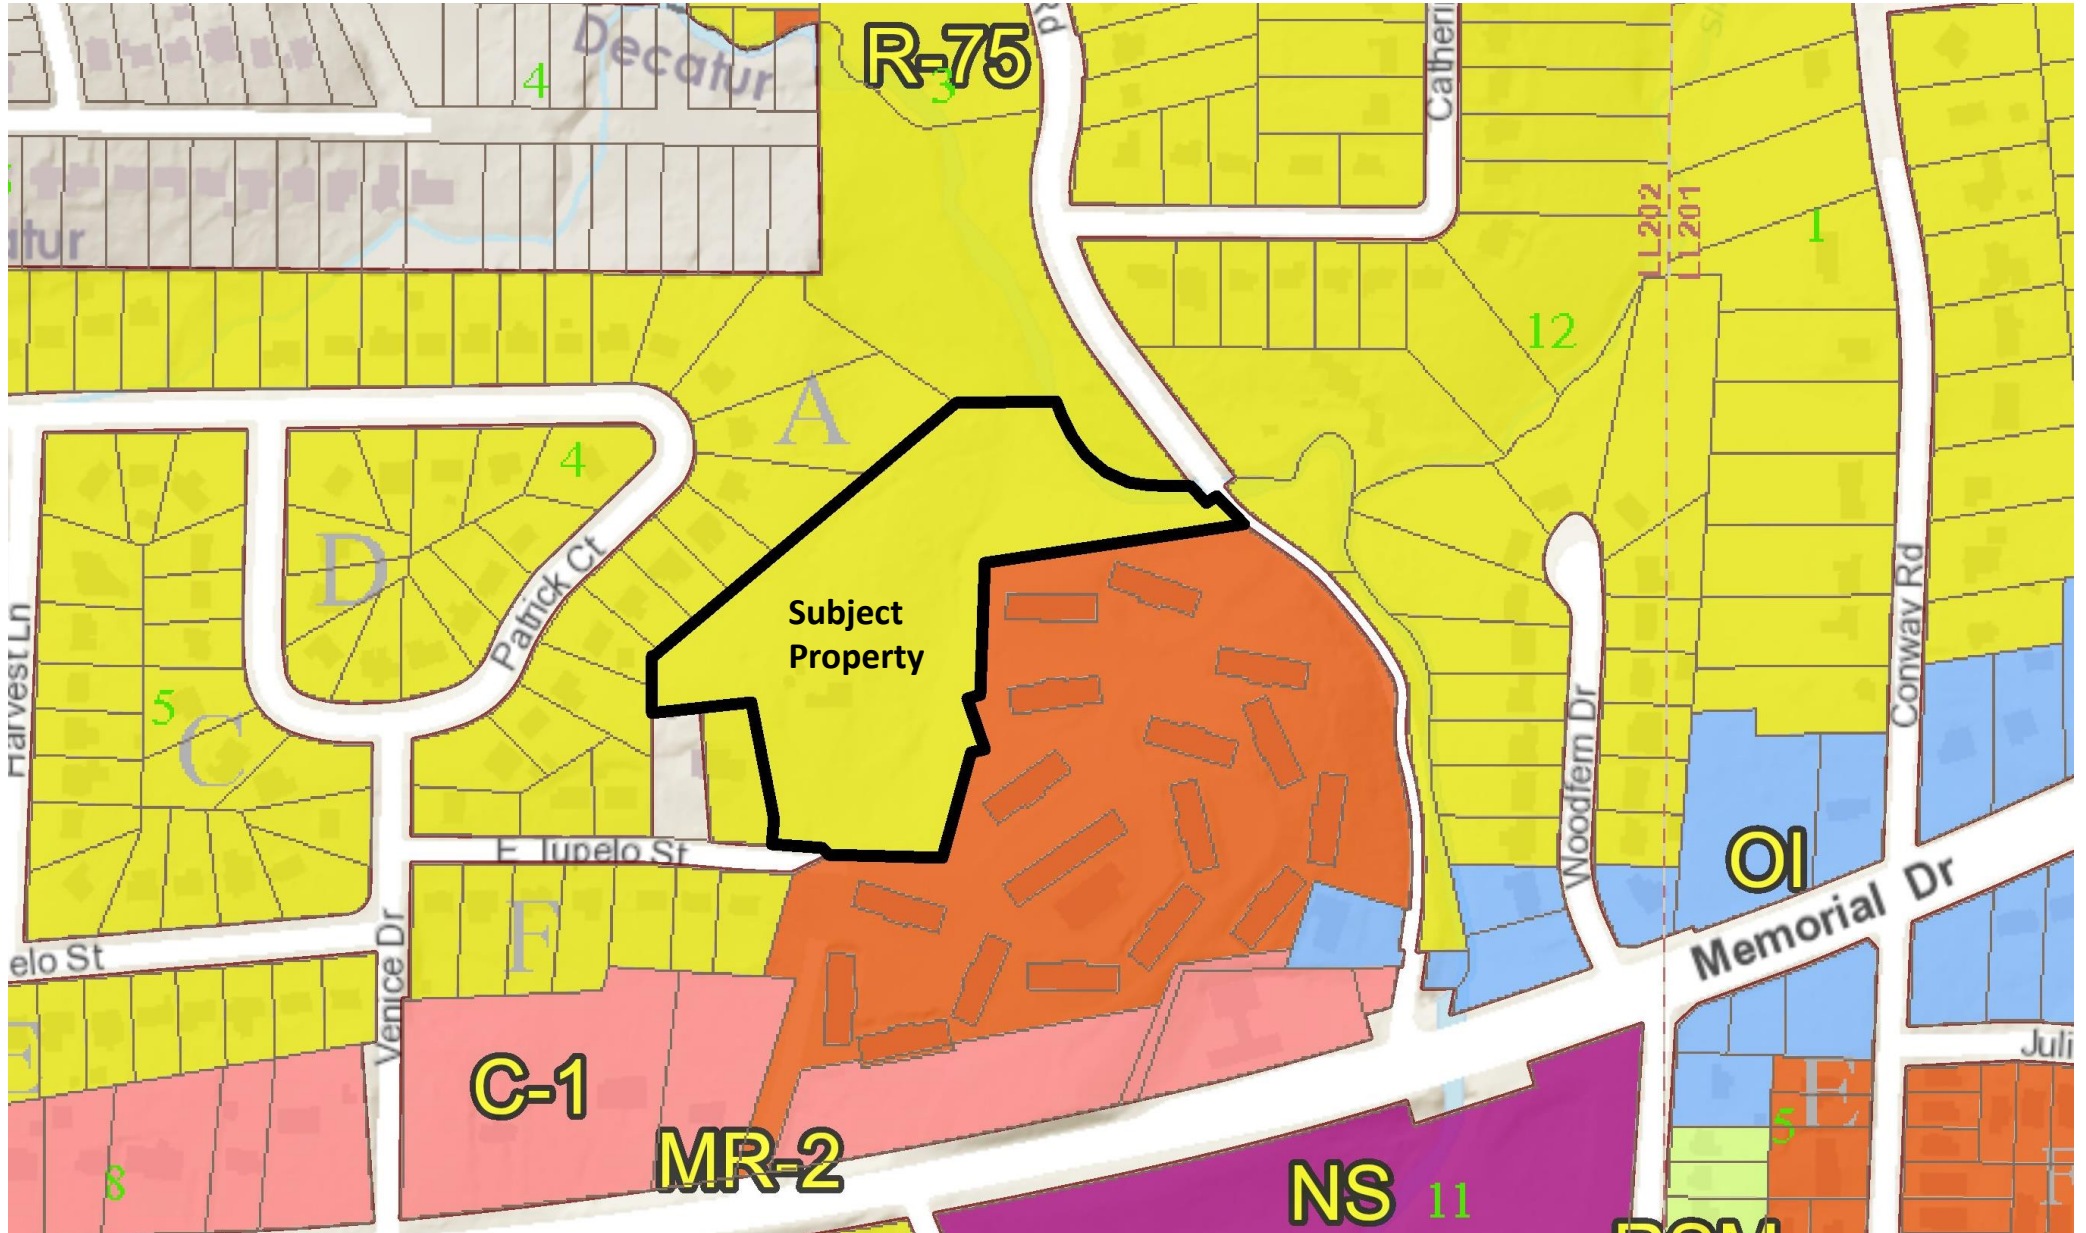 Decatur
R-75
Rd
4
3
Catheri
LL202
LL201
1
atur
12
A
4
D
Patrick Ct
Subject
Property
Harvest Ln
5
C
Conway Rd
Woodfern Dr
E Tupelo St
OI
Memorial Dr
F
elo St
Venice Dr
E
I
C-1
Juli
E
5
MR-2
NS
11
8
F